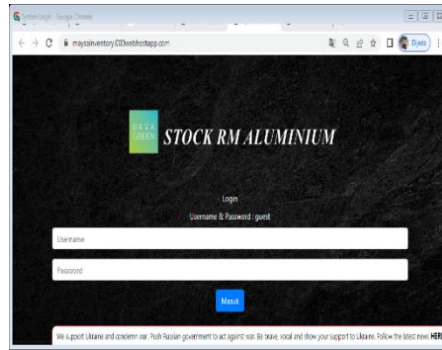 System Login - Google Chrome
maysainventory.000webhostapp.com
STOCK RM ALUMINIUM
Login
Username & Password : guest
Username
Password
Masuk
We support Ukraine and condemn war. Push Russian government to act against war. Be brave, vocal and show your support to Ukraine. Follow the latest news HERE